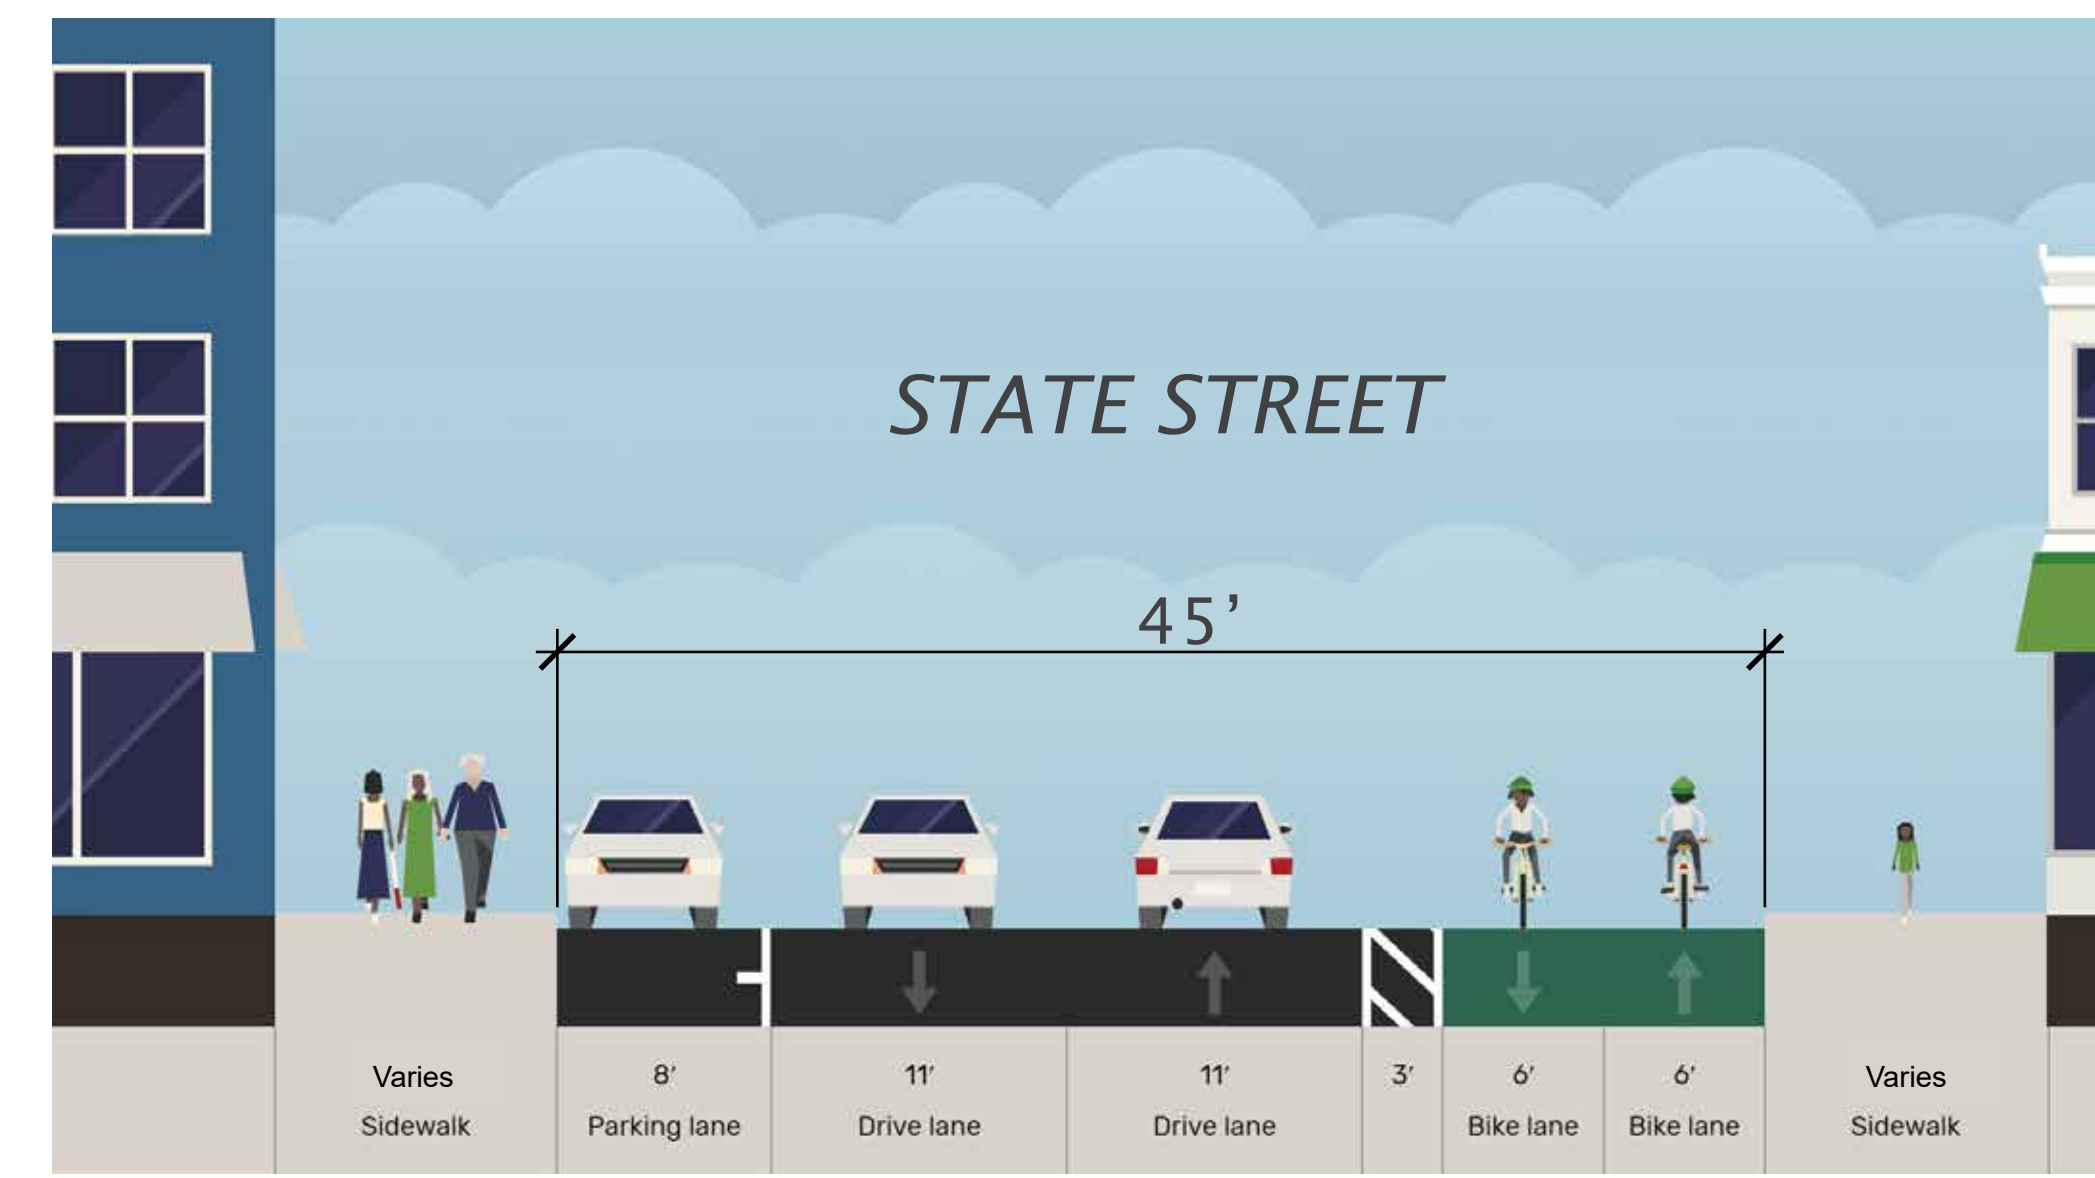 STATE STREET
45’
Varies
Sidewalk
8′
Parking lane
11′
Drive lane
11′
Drive lane
3′
6′
Bike lane
6′
Bike lane
Varies
Sidewalk